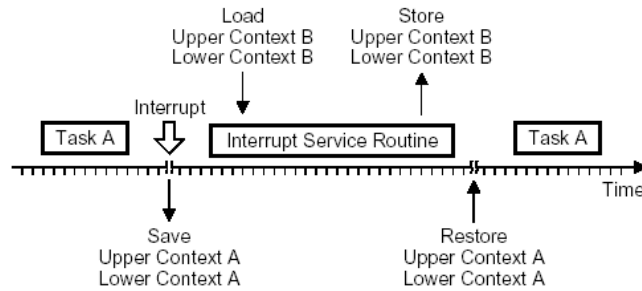 Load
Upper Context B
Lower Context B
Store
Upper Context B
Lower Context B
Interrupt
Task A
Interrupt Service Routine
Task A
Time
Save
Upper Context A
Lower Context A
Restore
Upper Context A
Lower Context A